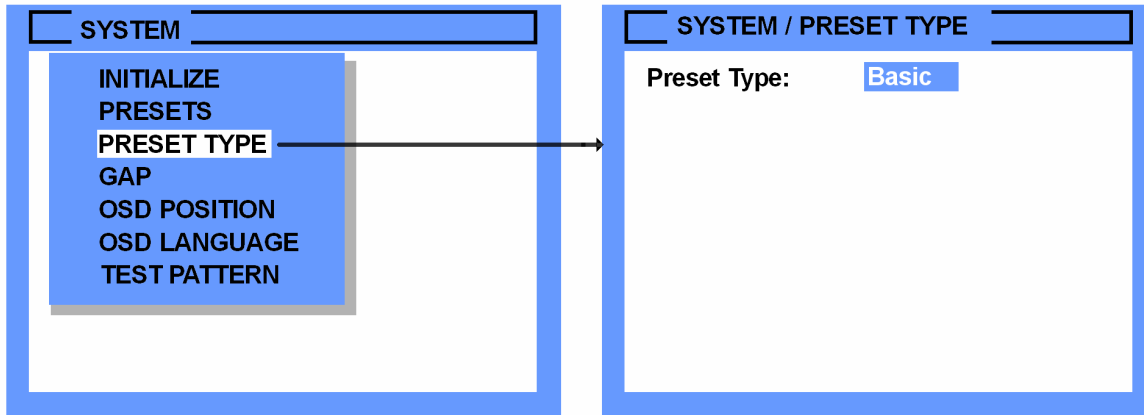 SYSTEM
INITIALIZE
PRESETS
PRESET TYPE
GAP
OSD POSITION
OSD LANGUAGE
TEST PATTERN
SYSTEM / PRESET TYPE
Preset Type: Basic